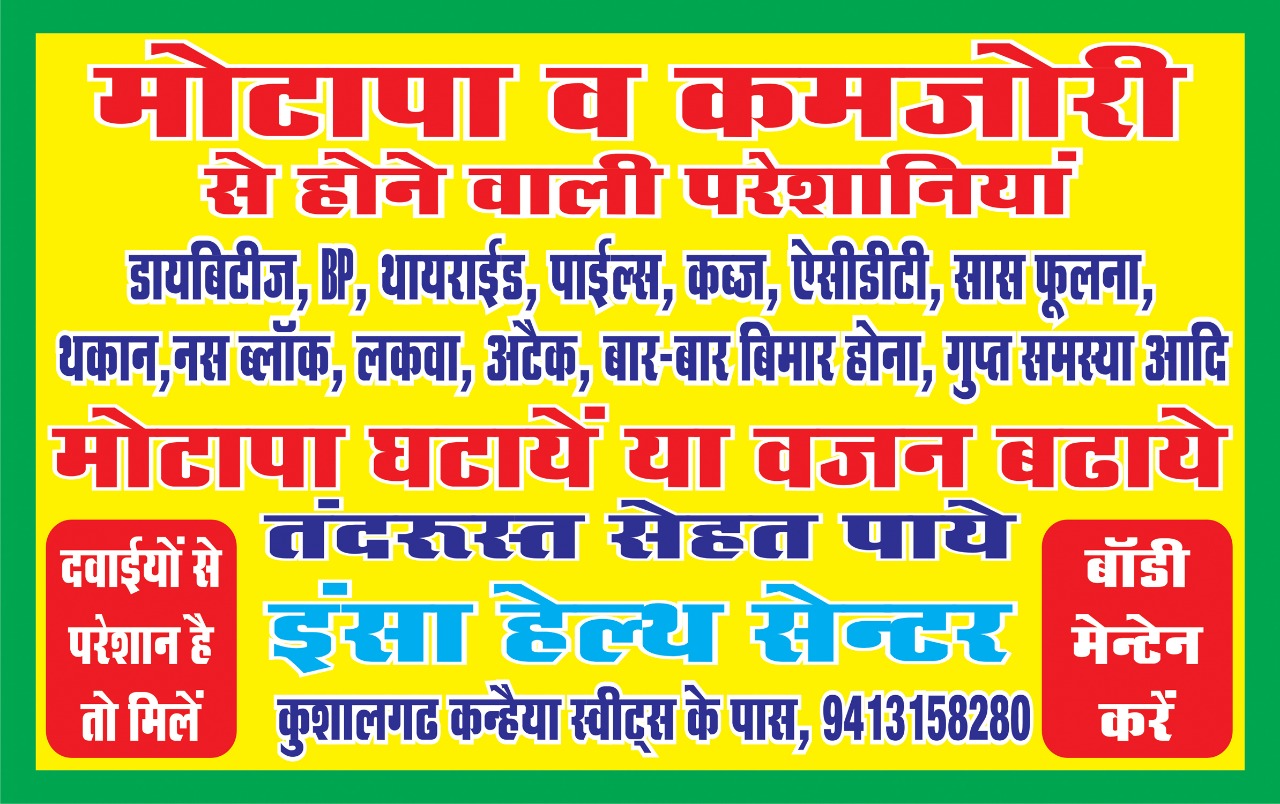 मोटापा व कमजोरी
से होने वाली परेशानियां
डायबिटीज, BP, थायराईड, पाईल्स, कब्ज, ऐसीडीटी, सास फूलना,
थकान,नस ब्लॉक, लकवा, अटैक, बार-बार बिमार होना, गुप्त समस्या आदि
मोटापा घटायें या वजन बढाये
तंदरूस्त सेहत पाये
इंसा हेल्थ सेन्टर
कुशालगढ कन्हैया स्वीट्स के पास, 9413158280
दवाईयों से
परेशान है
तो मिलें
बॉडी
मेन्टेन
करें